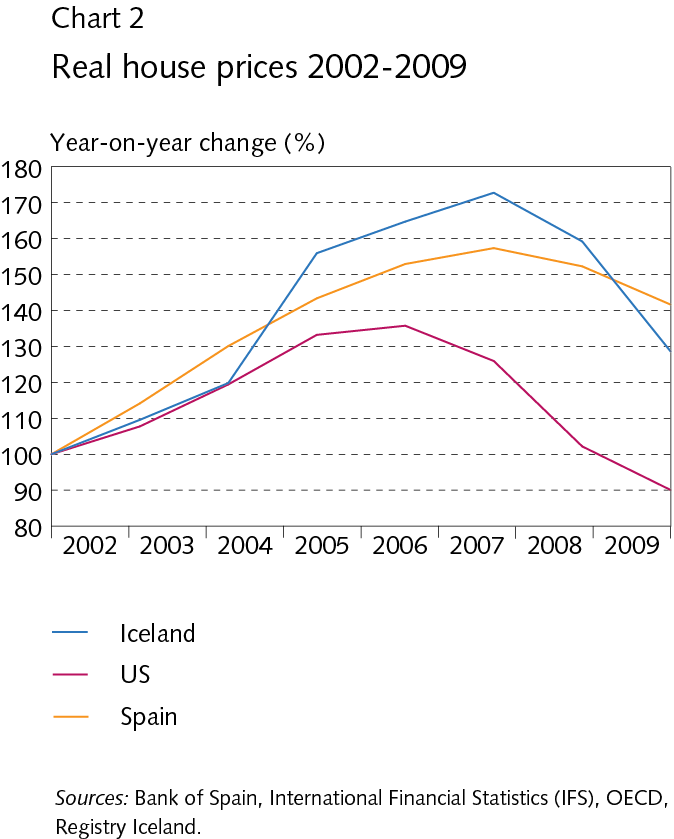 Chart 2
Real house prices 2002-2009
Year-on-year change (%)
180
170
160
150
140
130
120
110
100
90
80
2002 2003 2004 2005 2006 2007 2008 2009
Iceland
US
Spain
Sources: Bank of Spain, International Financial Statistics (IFS), OECD,
Registry Iceland.